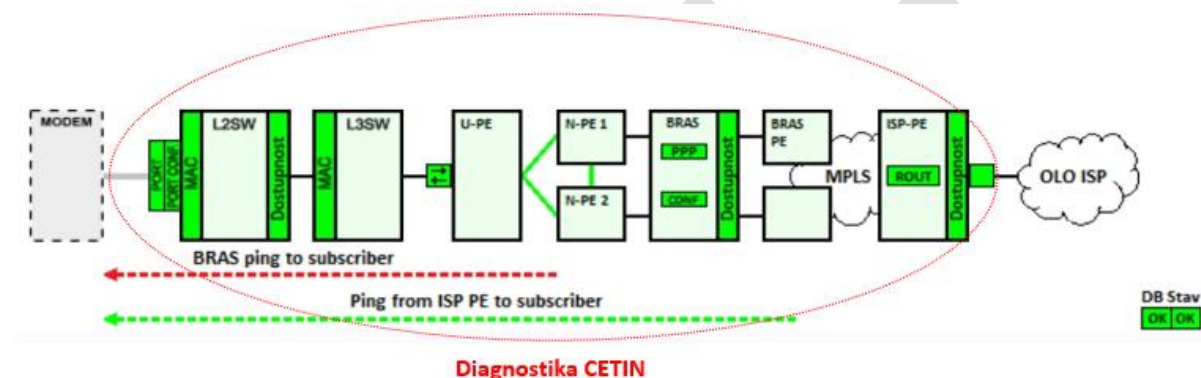 MODEM
PORT
PORT CONF
MAC
L2SW
Dostupnost
MAC
L3SW
U-PE
N-PE 1
N-PE 2
BRAS
PPP
CONF
Dostupnost
BRAS
PE
MPLS
ISP-PE
ROUT
Dostupnost
OLO ISP
BRAS ping to subscriber
Ping from ISP PE to subscriber
DB Stav
OK OK
Diagnostika CETIN